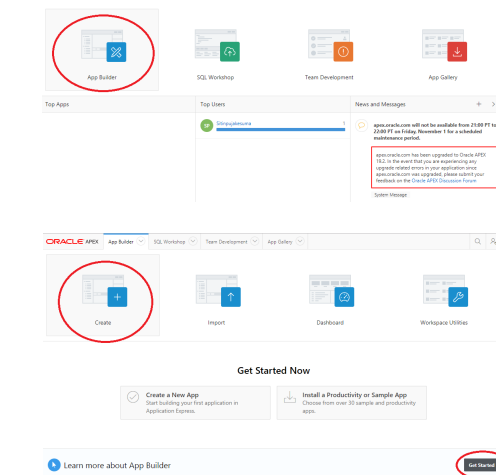 App Builder
SQL Workshop
Team Development
App Gallery
Top Apps
Top Users
News and Messages
SP
1
apex.oracle.com will not be available from 21:00 PT to
22:00 PT on Friday, November 1 for a scheduled
maintenance period.
apex.oracle.com has been upgraded to Oracle APEX
19.2. In the event that you are experiencing any
upgrade related errors in your application since
apex.oracle.com was upgraded, please submit your
feedback on the Oracle APEX Discussion Forum.
System Message
ORACLE APEX
App Builder
SQL Workshop
Team Development
App Gallery
Create
Import
Dashboard
Workspace Utilities
Get Started Now
Create a New App
Start building your first application in
Application Express.
Install a Productivity or Sample App
Choose from over 30 sample and productivity
apps.
Learn more about App Builder
Get Started